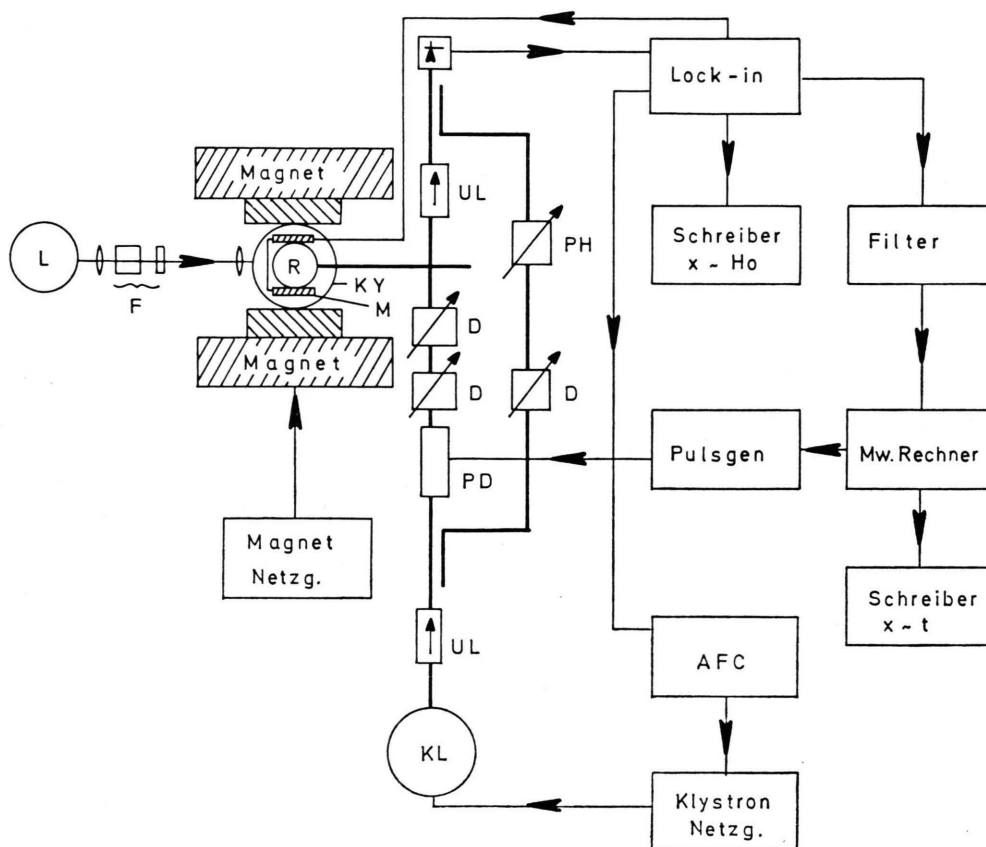 Lock-in
Magnet
UL
L
F
R
KY
M
PH
Schreiber
x ~ Ho
Filter
D
Magnet
D
D
PD
Pulsgen
Mw. Rechner
Magnet
Netzg.
Schreiber
x ~ t
UL
AFC
KL
Klystron
Netzg.